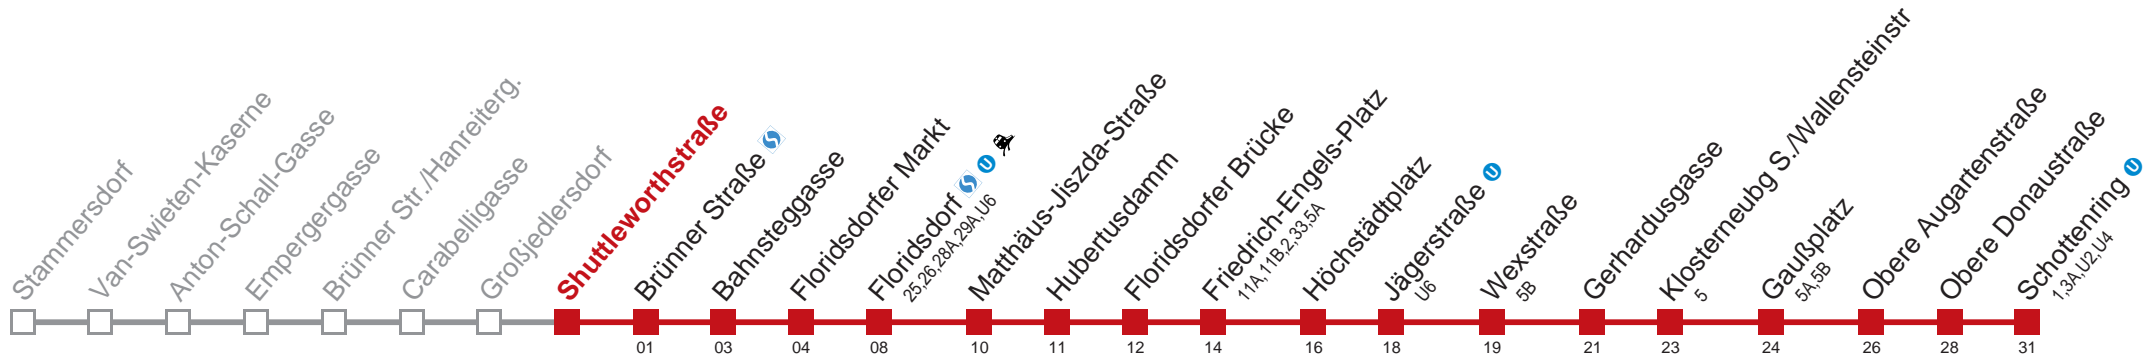 Stammersdorf
Van-Swieten-Kaserne
Anton-Schall-Gasse
Empergergasse
Brünner Str./Hanreiterg.
Carabelligasse
Großjedlersdorf
Shuttleworthstraße
Brünner Straße
Bahnsteggasse
Floridsdorfer Markt
Floridsdorf U
25,26,28A,29A,U6
Matthäus-Jiszda-Straße
Hubertusdamm
Floridsdorfer Brücke
Friedrich-Engels-Platz
11A,11B,2,33,5A
Höchstädtplatz
Jägerstraße U
U6
Wexstraße
5B
Gerhardusgasse
Klosterneubg S./Wallensteinstr
5
Gaußplatz
5A,5B
Obere Augartenstraße
Obere Donaustraße
Schottenring U
1,3A,U2,U4
01 03 04 08 10 11 12 14 16 18 19 21 23 24 26 28 31